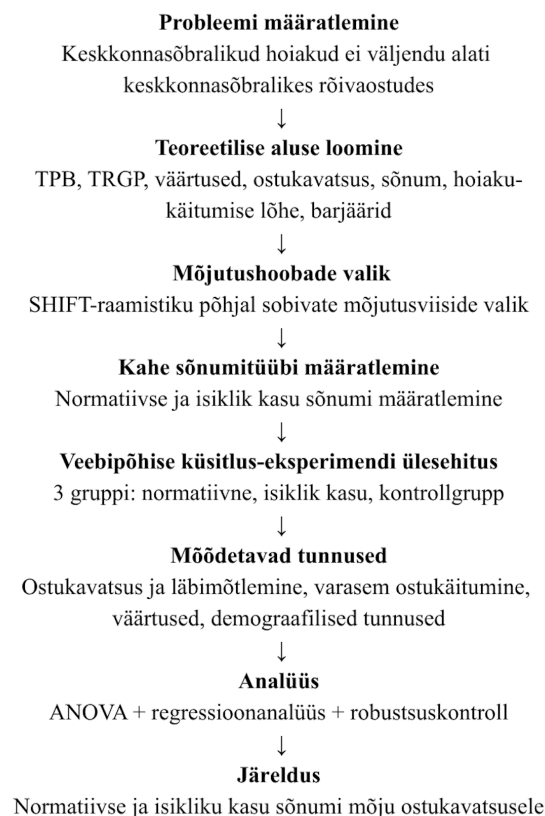 Probleemi määratlemine
Keskkonnasõbralikud hoiakud ei väljendu alati
keskkonnasõbralikes rõivaostudes
↓
Teoreetilise aluse loomine
TPB, TRGP, väärtused, ostukavatsus, sõnum, hoiaku-
käitumise lõhe, barjäärid
↓
Mõjutushoobade valik
SHIFT-raamistiku põhjal sobivate mõjutusviiside valik
↓
Kahe sõnumitüübi määratlemine
Normatiivse ja isiklik kasu sõnumi määratlemine
↓
Veebipõhise küsitlus-eksperimendi ülesehitus
3 gruppi: normatiivne, isiklik kasu, kontrollgrupp
↓
Mõõdetavad tunnused
Ostukavatsus ja läbimõtlemine, varasem ostukäitumine,
väärtused, demograafilised tunnused
↓
Analüüs
ANOVA + regressioonanalüüs + robustsuskontroll
↓
Järeldus
Normatiivse ja isikliku kasu sõnumi mõju ostukavatsusele